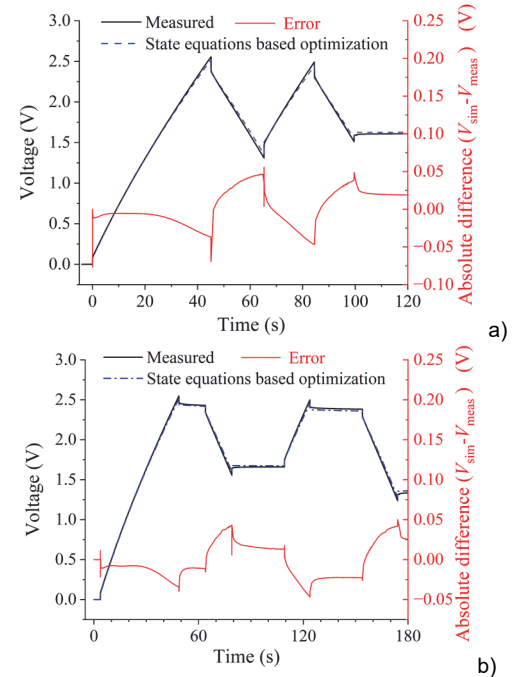 Measured
Error
State equations based optimization
3.0
2.5
2.0
1.5
1.0
0.5
0.0
Voltage (V)
0
20
40
60
80
100
120
Time (s)
0.25
0.20
0.15
0.10
0.05
0.00
−0.05
−0.10
Absolute difference (Vsim-Vmeas) (V)
a)
Measured
Error
State equations based optimization
3.0
2.5
2.0
1.5
1.0
0.5
0.0
Voltage (V)
0
60
120
180
Time (s)
0.25
0.20
0.15
0.10
0.05
0.00
−0.05
Absolute difference (Vsim-Vmeas) (V)
b)